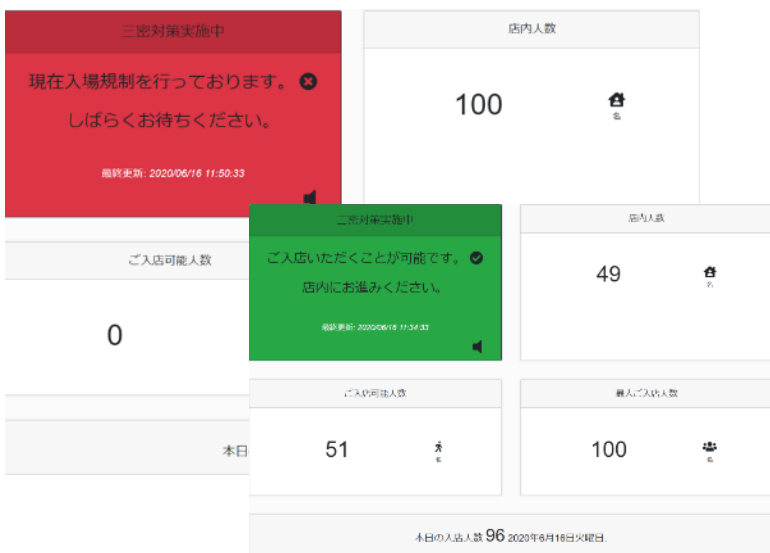 三密対策実施中
現在入場規制を行っております。
しばらくお待ちください。
最終更新: 2020/06/16 11:50:33
店内人数
100
名
ご入店可能人数
0
本日
三密対策実施中
ご入店いただくことが可能です。
店内にお進みください。
最終更新: 2020/06/16 11:34:33
店内人数
49
名
ご入店可能人数
51
名
最大ご入店人数
100
名
本日の入店人数 96 2020年6月16日火曜日.